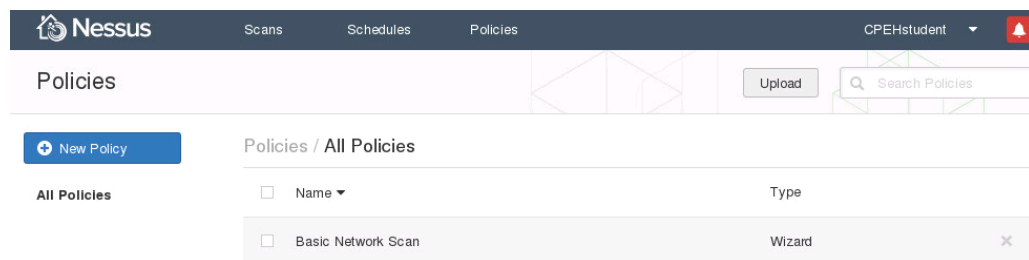 Nessus Scans Schedules Policies CPEHstudent
Policies Upload Search Policies
New Policy Policies / All Policies
All Policies Name Type
Basic Network Scan Wizard